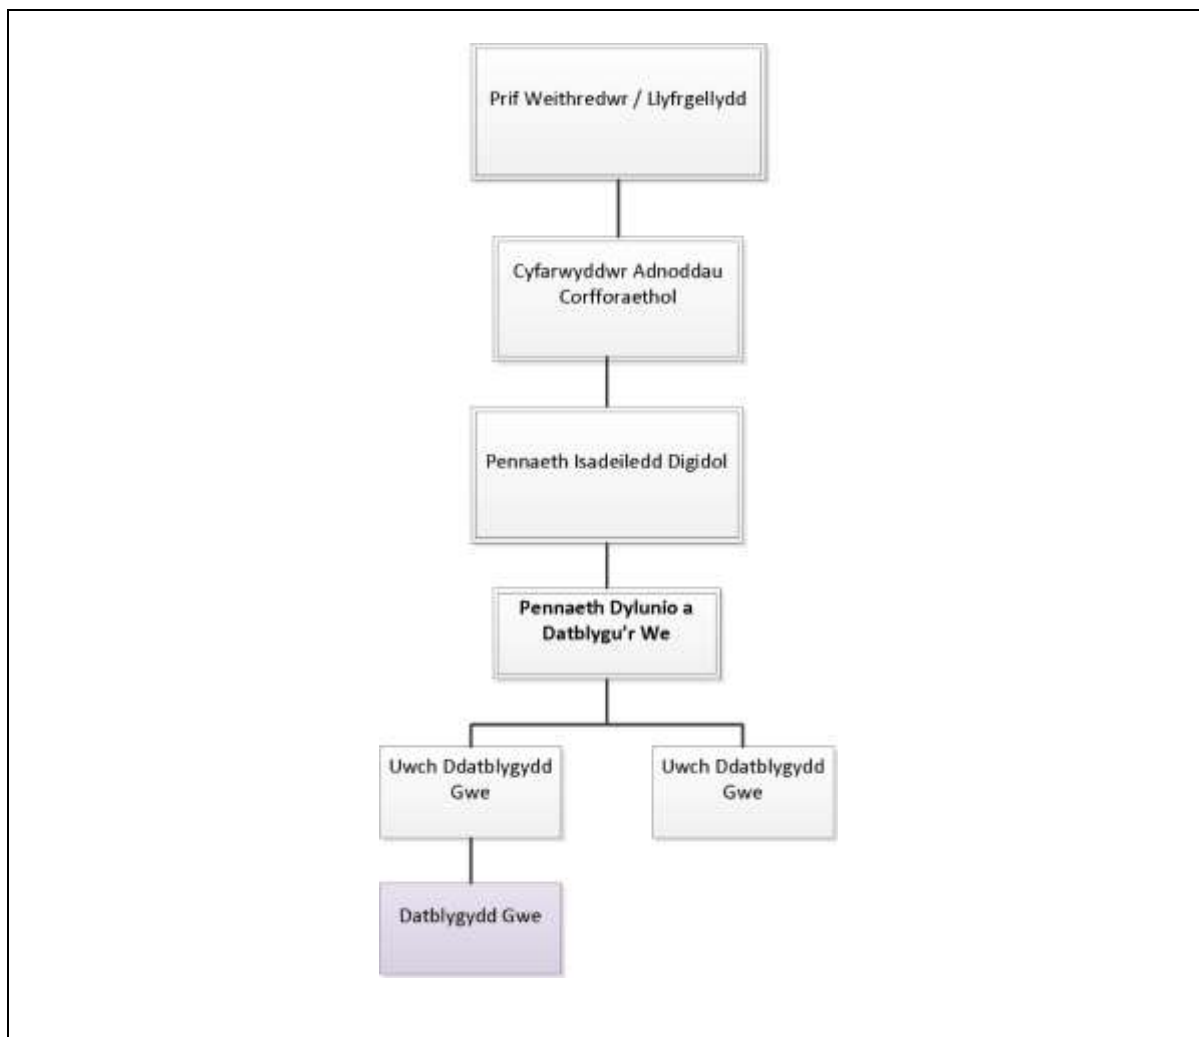 Prif Weithredwr / Llyfrgellydd
Cyfarwyddwr Adnoddau
Corfforaethol
Pennaeth Isadeiledd Digidol
Pennaeth Dylunio a
Datblygu'r We
Uwch Ddatblygydd
Gwe
Uwch Ddatblygydd
Gwe
Datblygydd Gwe